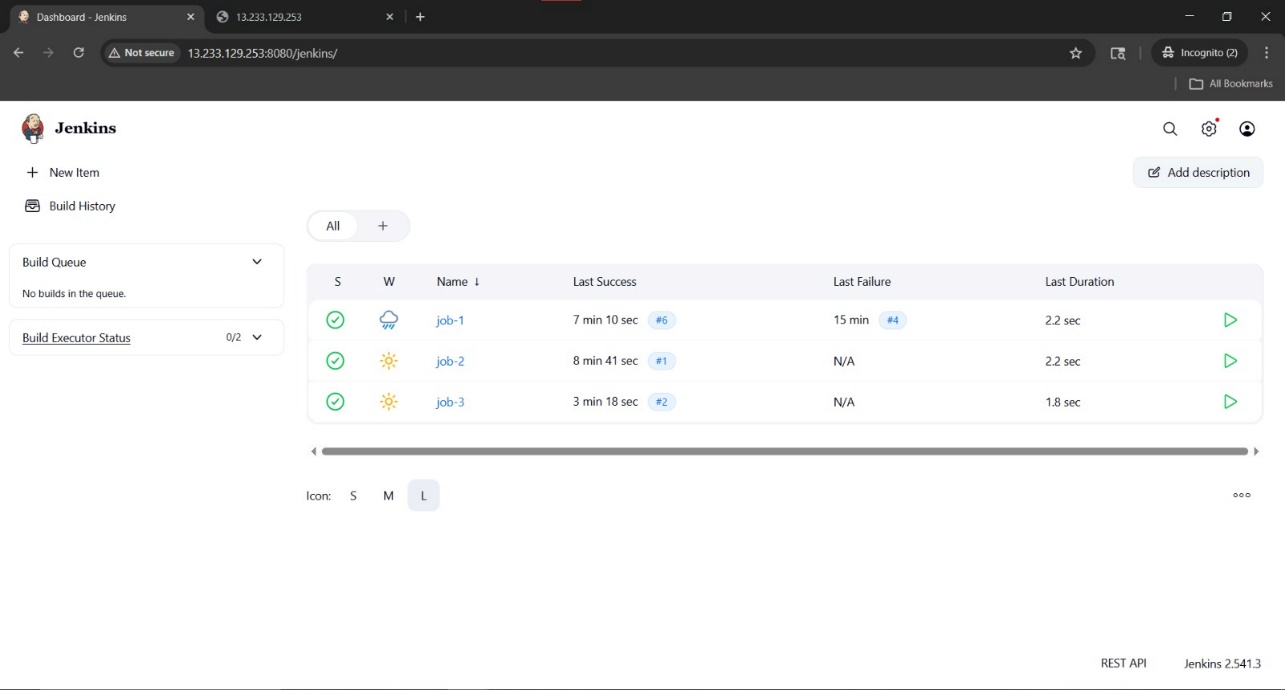 Dashboard - Jenkins
13.233.129.253
Not secure 13.233.129.253:8080/jenkins/
Incognito (2)
All Bookmarks
Jenkins
New Item
Add description
Build History
All
Build Queue
No builds in the queue.
Build Executor Status 0/2
S W Name ↓ Last Success Last Failure Last Duration
job-1 7 min 10 sec #6 15 min #4 2.2 sec
job-2 8 min 41 sec #1 N/A 2.2 sec
job-3 3 min 18 sec #2 N/A 1.8 sec
Icon: S M L
REST API Jenkins 2.541.3